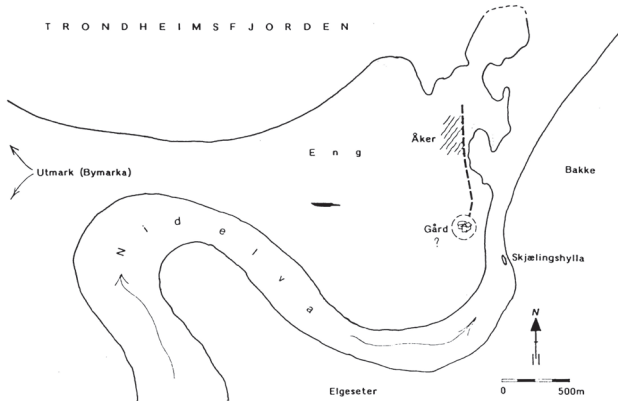 TRONDHEIMSFJORDEN
Åker
Eng
Bakke
Utmark (Bymarka)
Gård
?
Nidelva
Skjælingshylla
N
Elgeseter
0 500m